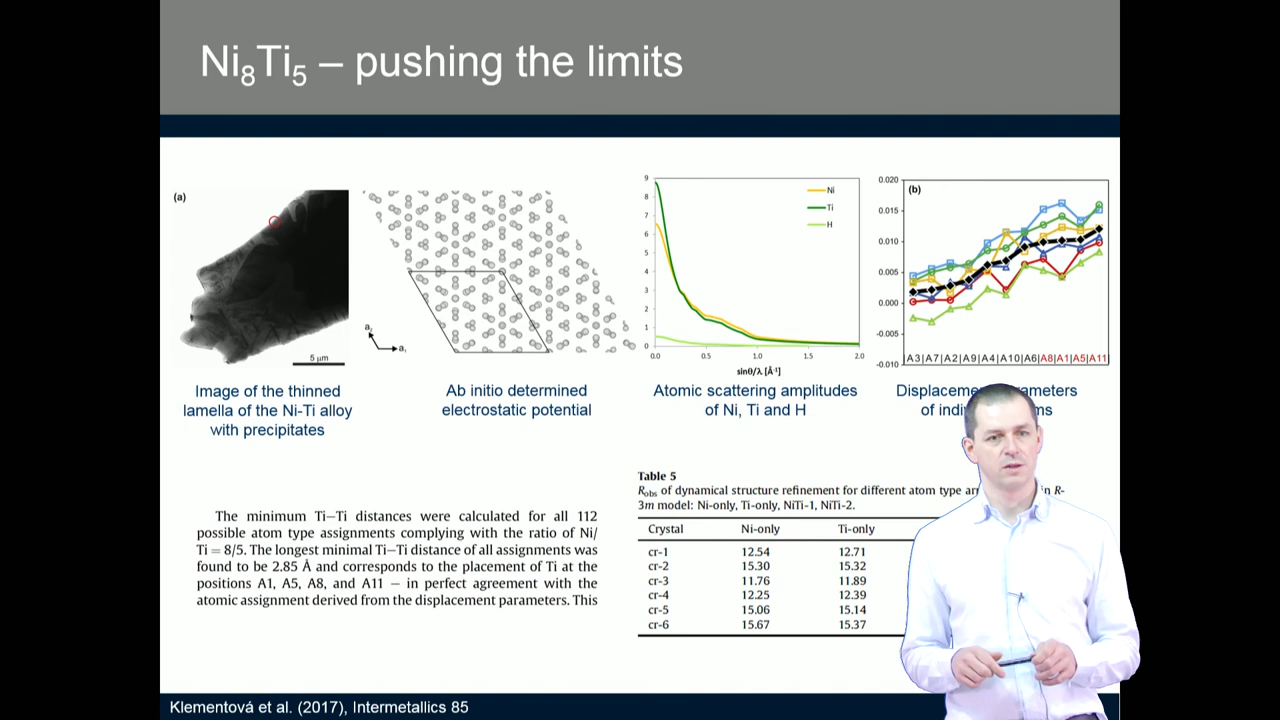 Ni8Ti5 – pushing the limits
(a)
5 μm
a2
a1
9
8
7
6
5
4
3
2
1
0
Ni
Ti
H
0.0 0.5 1.0 1.5 2.0
sinθ/λ [Å-1]
0.020
0.015
0.010
0.005
0.000
-0.005
-0.010
(b)
|A3|A7|A2|A9|A4|A10|A6|A8|A1|A5|A11|
Image of the thinned
lamella of the Ni-Ti alloy
with precipitates
Ab initio determined
electrostatic potential
Atomic scattering amplitudes
of Ni, Ti and H
Displaceme ameters
of indi ms
The minimum Ti–Ti distances were calculated for all 112
possible atom type assignments complying with the ratio of Ni/
Ti = 8/5. The longest minimal Ti–Ti distance of all assignments was
found to be 2.85 Å and corresponds to the placement of Ti at the
positions A1, A5, A8, and A11 – in perfect agreement with the
atomic assignment derived from the displacement parameters. This
Table 5
Robs of dynamical structure refinement for different atom type ar in R-
3m model: Ni-only, Ti-only, NiTi-1, NiTi-2.
Crystal Ni-only Ti-only
cr-1 12.54 12.71
cr-2 15.30 15.32
cr-3 11.76 11.89
cr-4 12.25 12.39
cr-5 15.06 15.14
cr-6 15.67 15.37
Klementová et al. (2017), Intermetallics 85